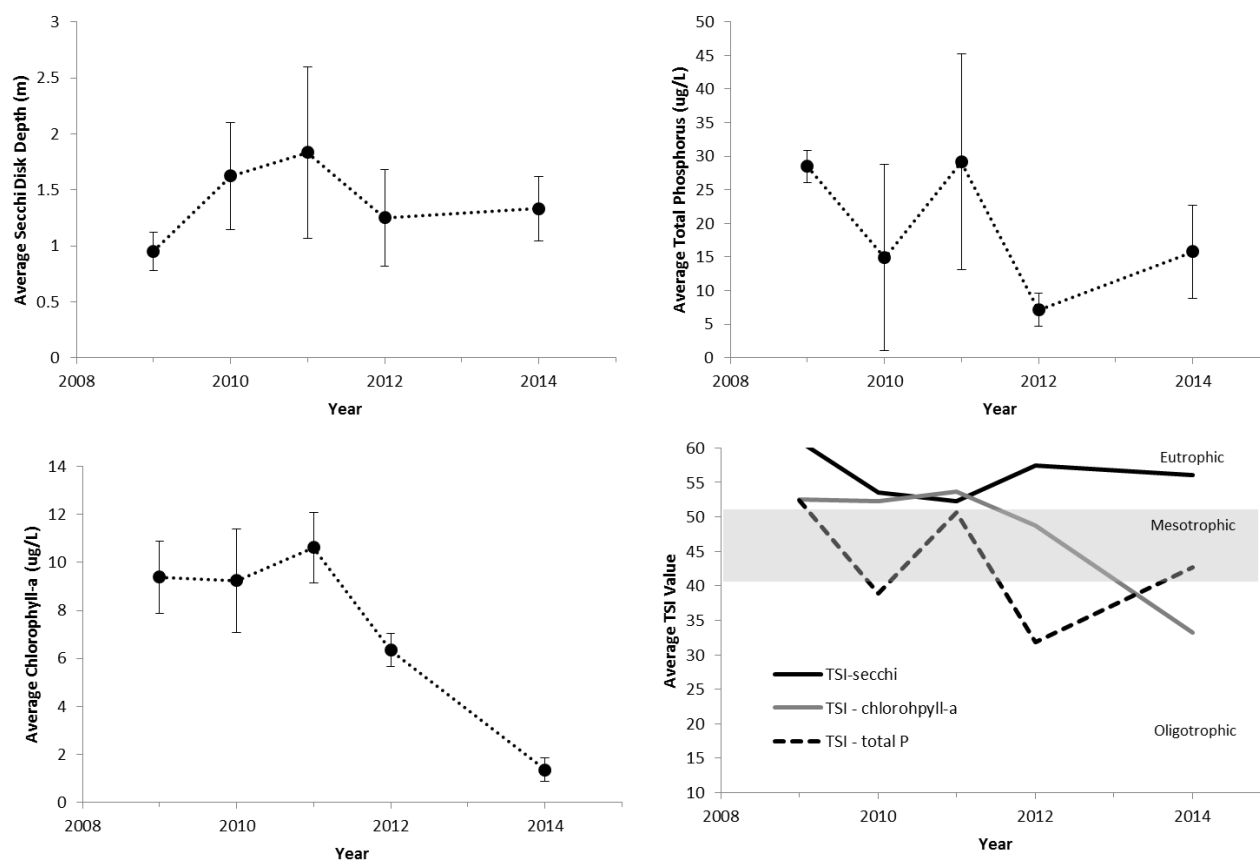 Average Secchi Disk Depth (m)
3
2.5
2
1.5
1
0.5
0
2008 2010 2012 2014
Year
Average Total Phosphorus (ug/L)
50
45
40
35
30
25
20
15
10
5
0
2008 2010 2012 2014
Year
Average Chlorophyll-a (ug/L)
14
12
10
8
6
4
2
0
2008 2010 2012 2014
Year
Average TSI Value
60
55
50
45
40
35
30
25
20
15
10
Eutrophic
Mesotrophic
Oligotrophic
TSI-secchi
TSI - chlorohpyll-a
TSI - total P
2008 2010 2012 2014
Year